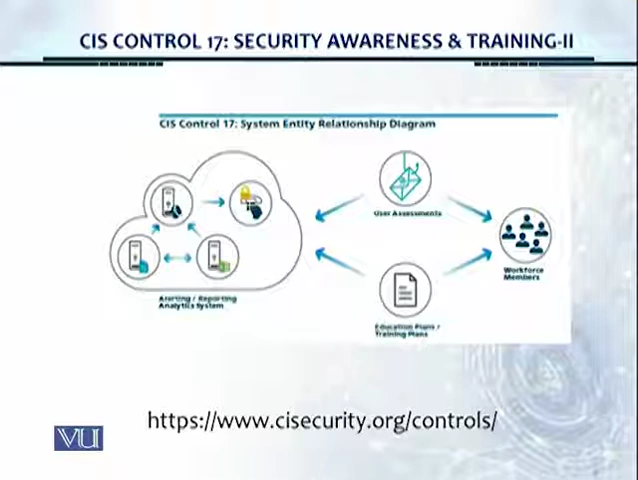 CIS CONTROL 17: SECURITY AWARENESS & TRAINING-II
CIS Control 17: System Entity Relationship Diagram
User Assessments
Workforce
Members
Alerting / Reporting
Analytics System
Education Plans /
Training Plans
https://www.cisecurity.org/controls/
VU